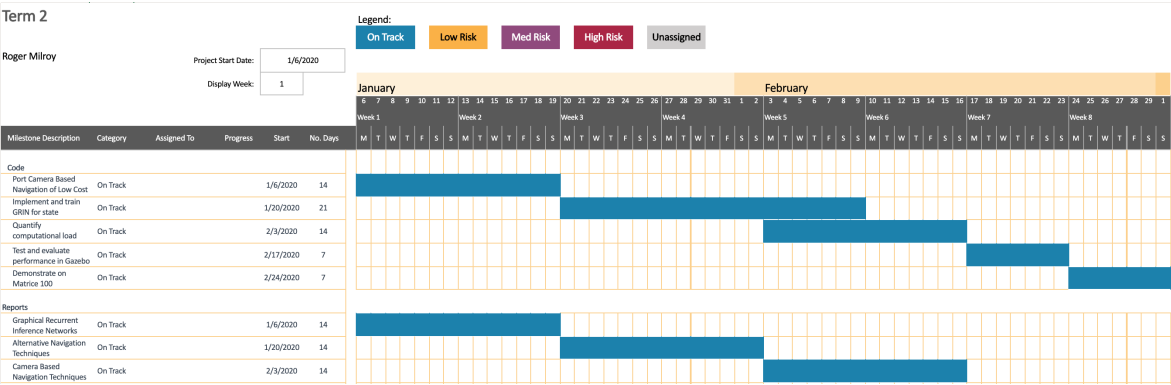 Term 2
Legend:
On Track Low Risk Med Risk High Risk Unassigned
Roger Milroy
Project Start Date: 1/6/2020
Display Week: 1
January February
6 7 8 9 10 11 12 13 14 15 16 17 18 19 20 21 22 23 24 25 26 27 28 29 30 31 1 2 3 4 5 6 7 8 9 10 11 12 13 14 15 16 17 18 19 20 21 22 23 24 25 26 27 28 29 1
Week 1 Week 2 Week 3 Week 4 Week 5 Week 6 Week 7 Week 8
Milestone Description Category Assigned To Progress Start No. Days M T W T F S S M T W T F S S M T W T F S S M T W T F S S M T W T F S S M T W T F S S M T W T F S S M T W T F S S
Code
Port Camera Based
Navigation of Low Cost On Track 1/6/2020 14
Implement and train
GRIN for state On Track 1/20/2020 21
Quantify
computational load On Track 2/3/2020 14
Test and evaluate
performance in Gazebo On Track 2/17/2020 7
Demonstrate on
Matrice 100 On Track 2/24/2020 7
Reports
Graphical Recurrent
Inference Networks On Track 1/6/2020 14
Alternative Navigation
Techniques On Track 1/20/2020 14
Camera Based
Navigation Techniques On Track 2/3/2020 14